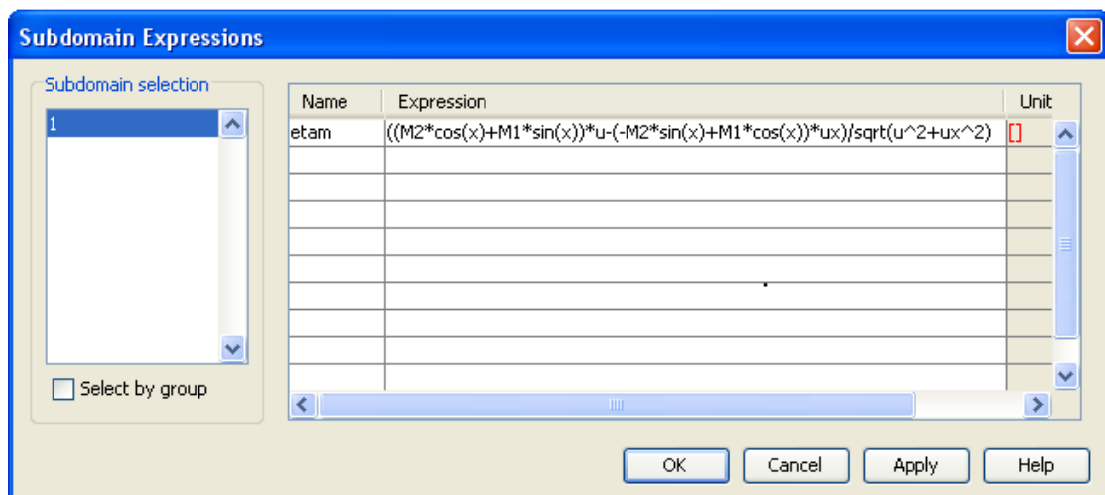 Subdomain Expressions
Subdomain selection
1
Select by group
Name Expression Unit
etam ((M2*cos(x)+M1*sin(x))*u-(-M2*sin(x)+M1*cos(x))*ux)/sqrt(u^2+ux^2) []
OK Cancel Apply Help